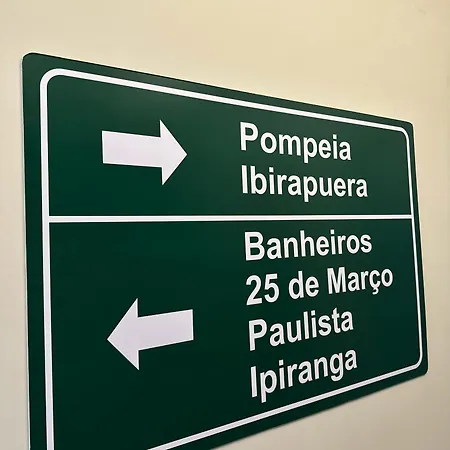 Pompeia
Ibirapuera
Banheiros
25 de Março
Paulista
Ipiranga